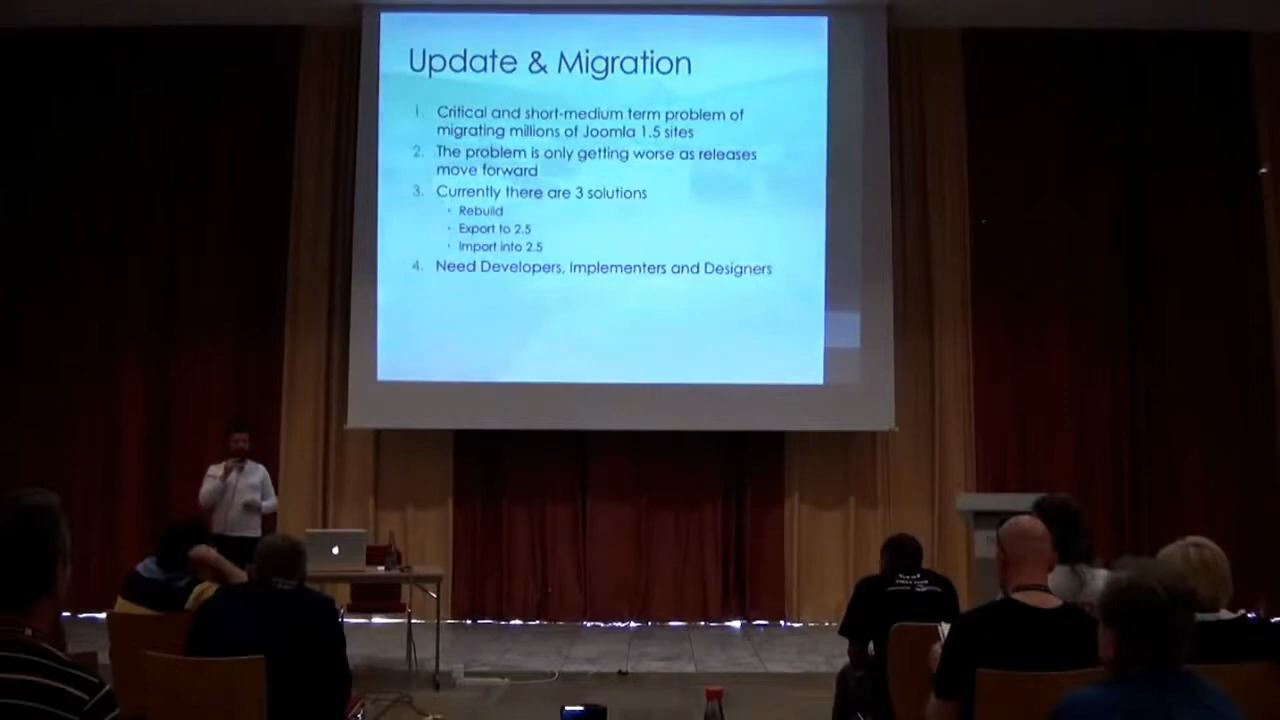 Update & Migration
1. Critical and short-medium term problem of
migrating millions of Joomla 1.5 sites
2. The problem is only getting worse as releases
move forward
3. Currently there are 3 solutions
· Rebuild
· Export to 2.5
· Import into 2.5
4. Need Developers, Implementers and Designers